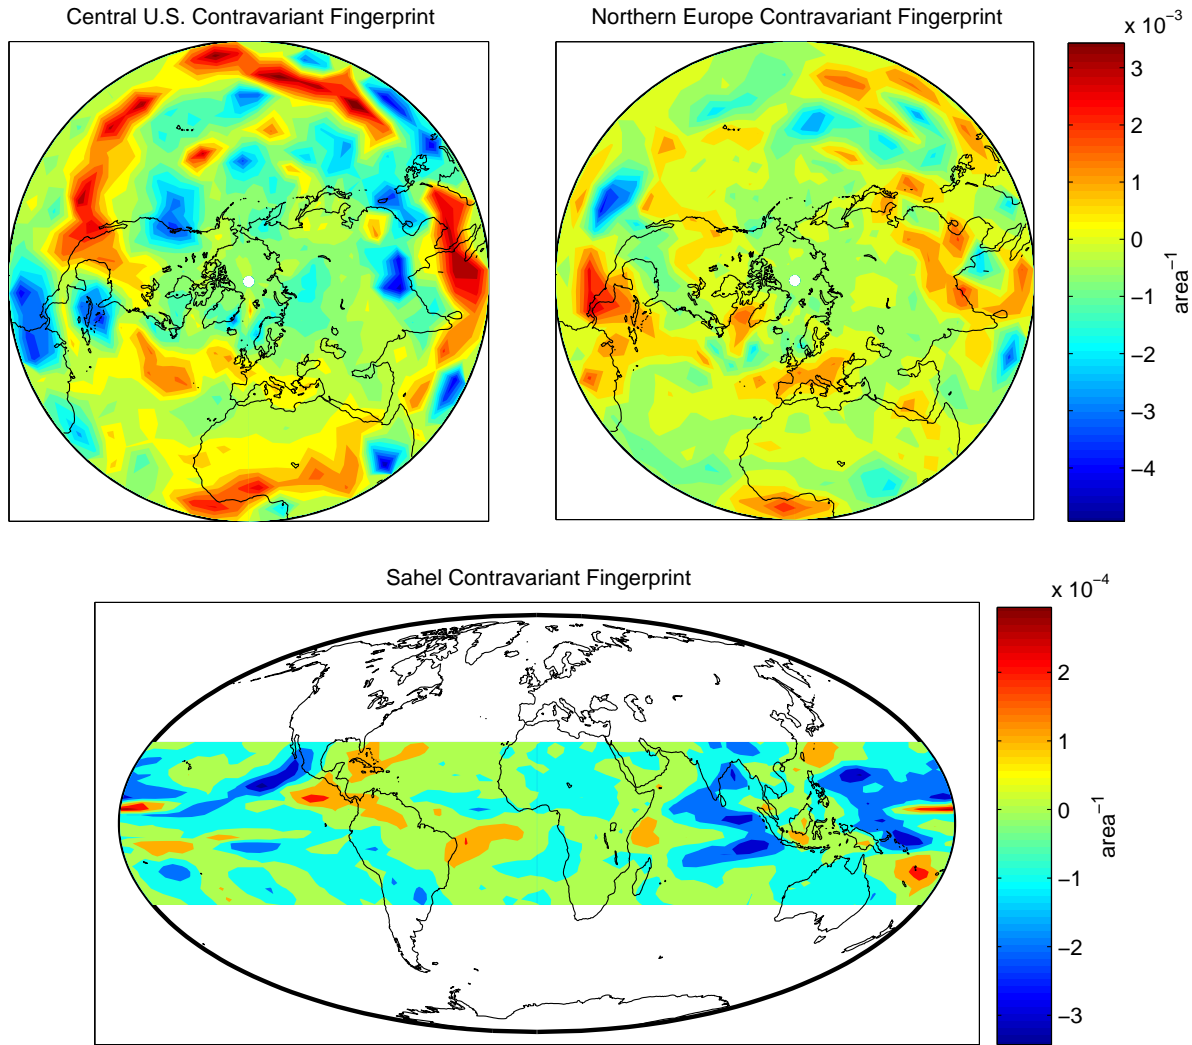 Central U.S. Contravariant Fingerprint
Northern Europe Contravariant Fingerprint
x 10⁻³
3
2
1
0
−1
−2
−3
−4
area⁻¹
Sahel Contravariant Fingerprint
x 10⁻⁴
2
1
0
−1
−2
−3
area⁻¹